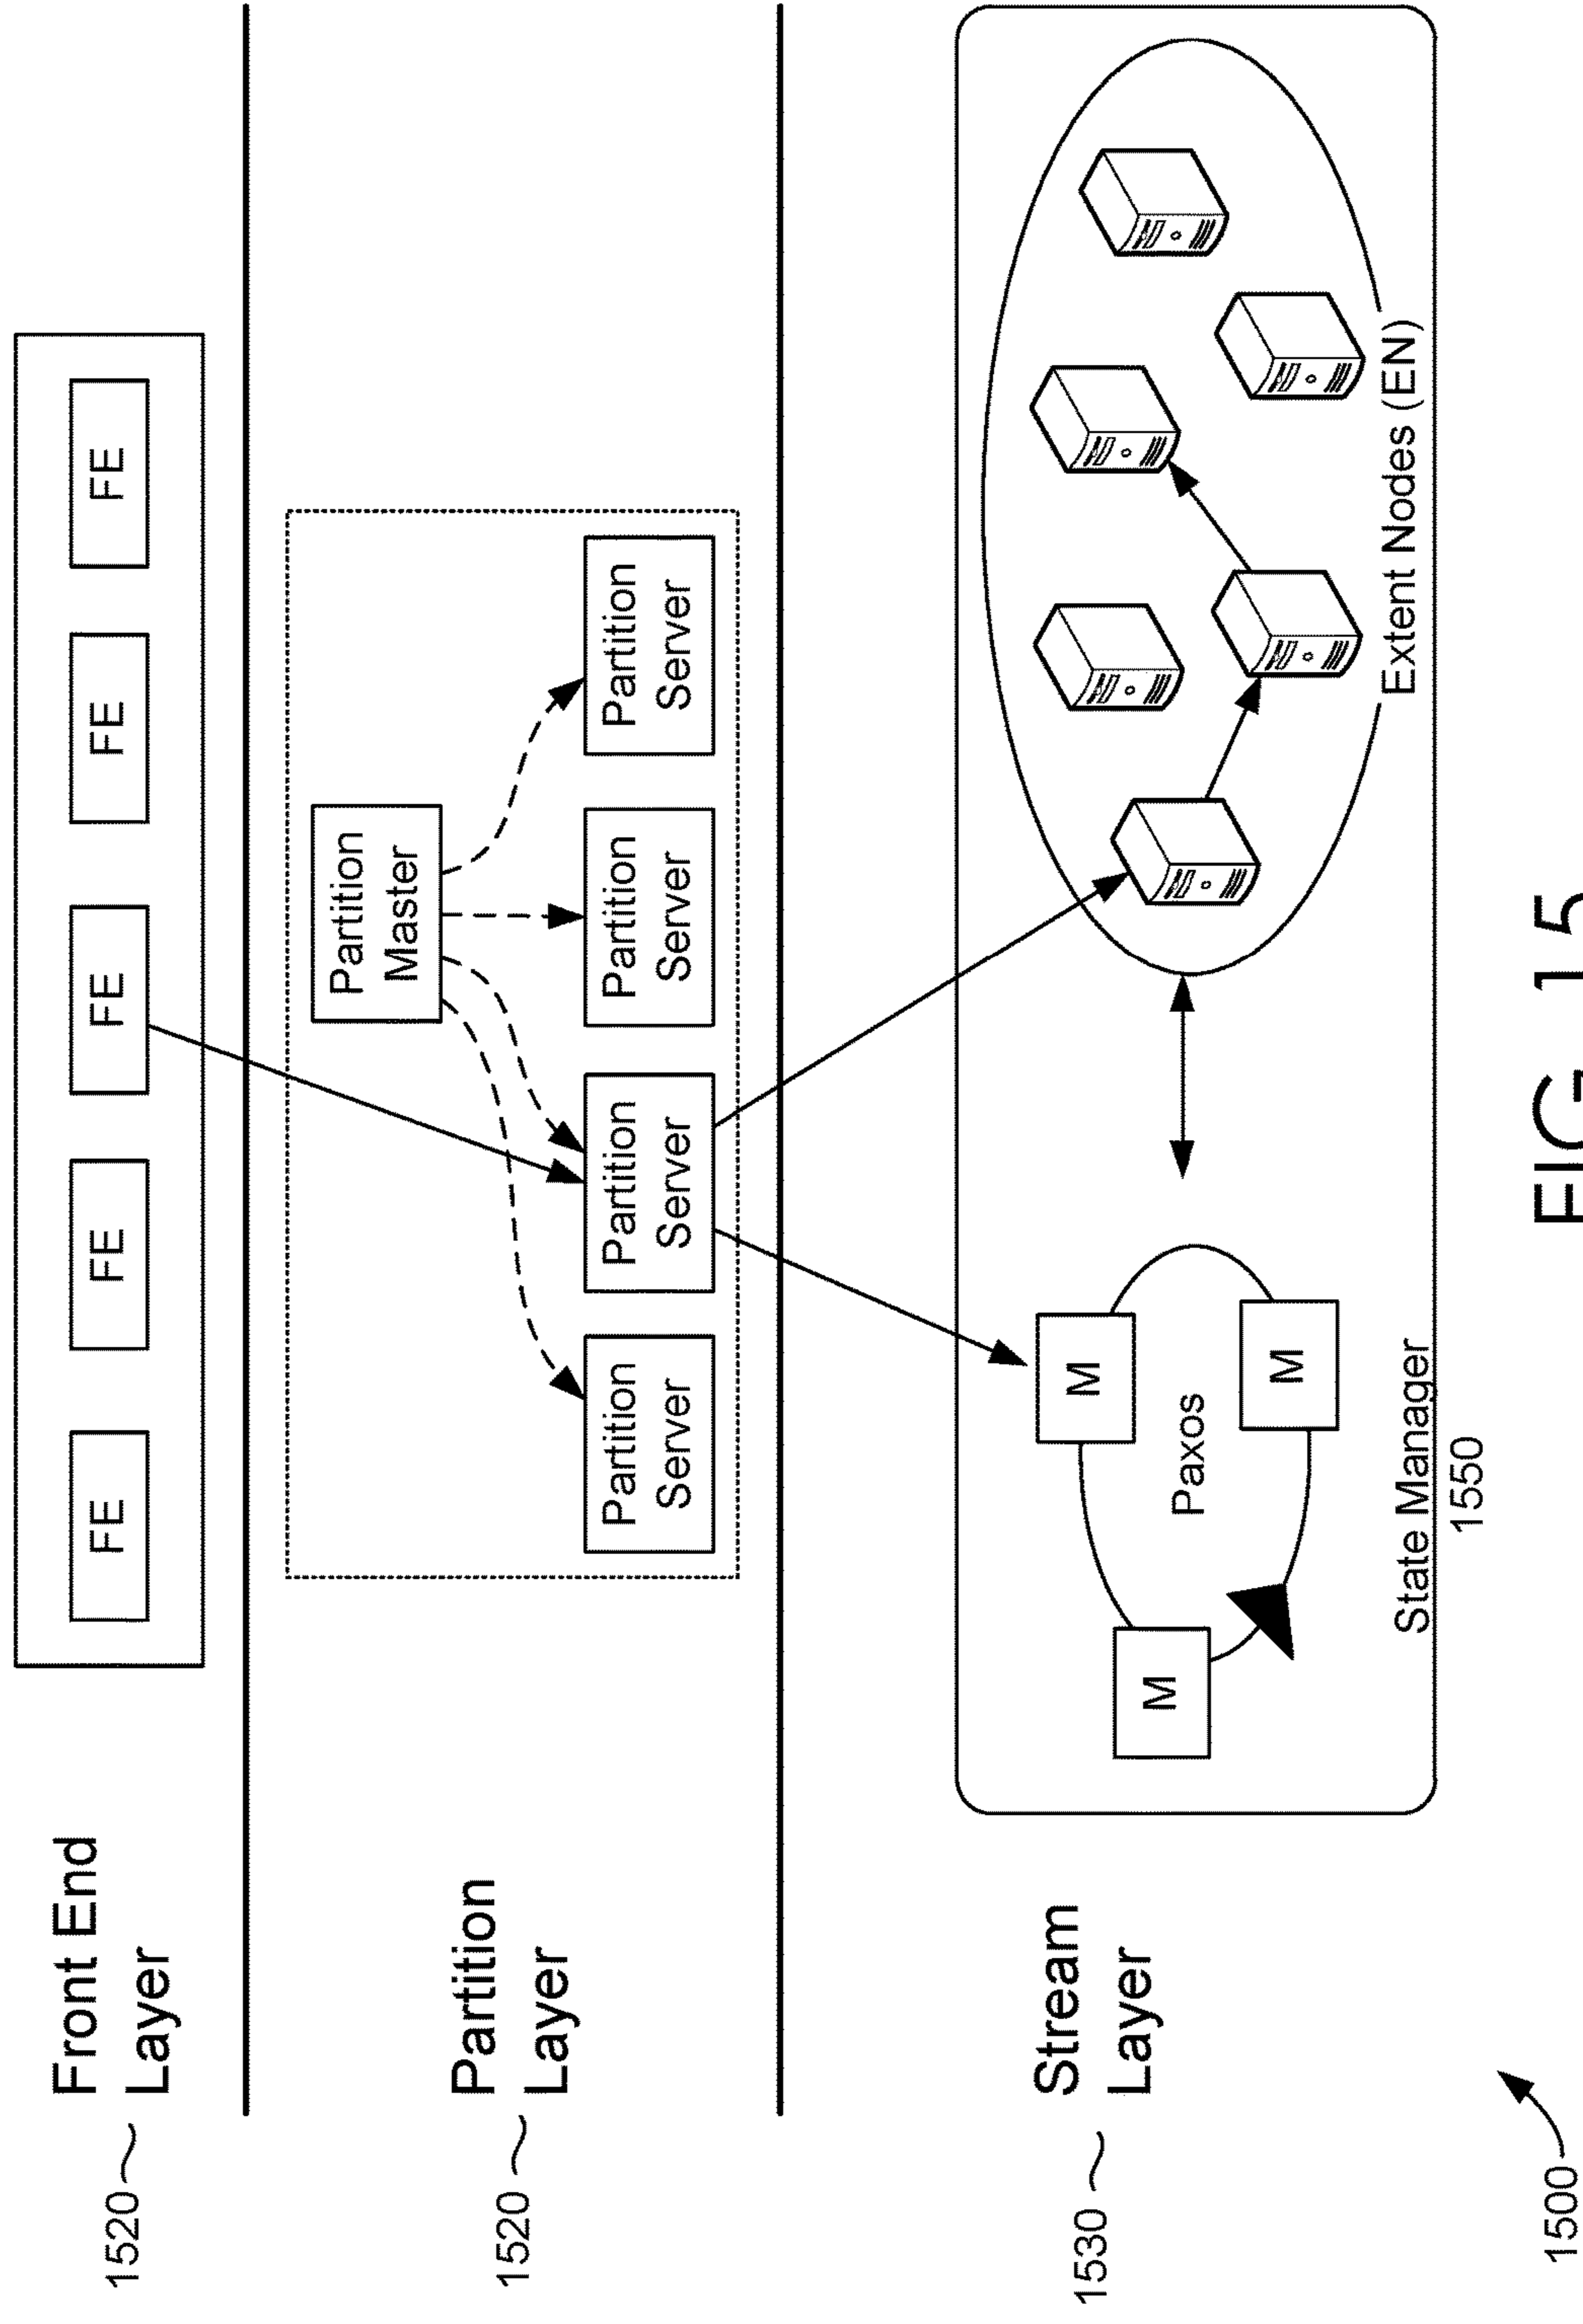 1520
Front End
Layer
FE
FE
FE
FE
FE
1520
Partition
Layer
Partition
Master
Partition
Server
Partition
Server
Partition
Server
Partition
Server
1530
Stream
Layer
M
M
M
Paxos
State Manager
1550
Extent Nodes (EN)
1500
FIG. 15